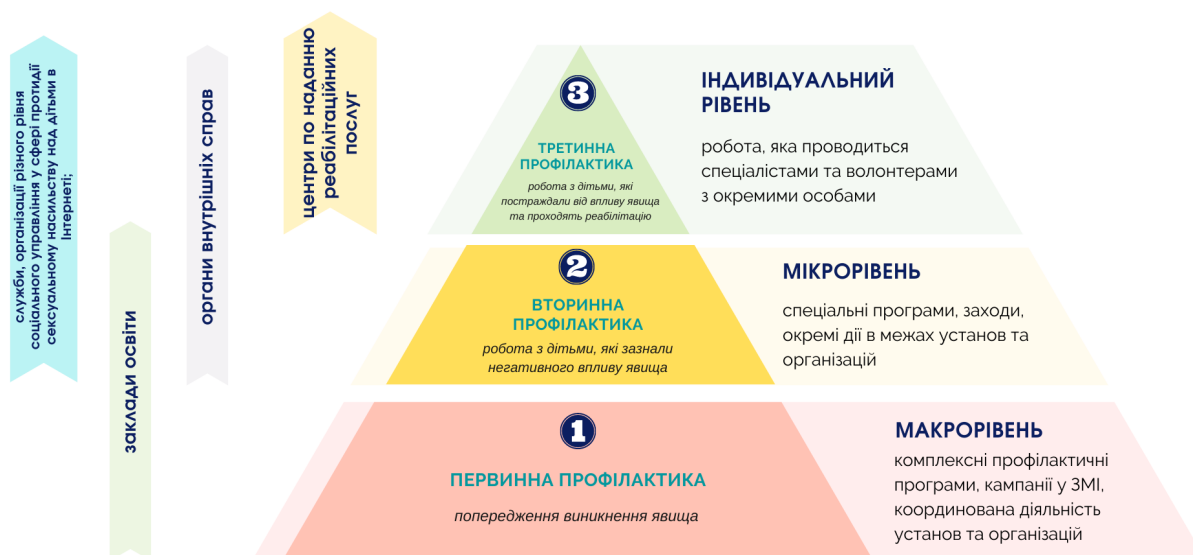 служби, організації різного рівня
соціального управління у сфері протидії
сексуальному насильству над дітьми в
Інтернеті;
заклади освіти
органи внутрішніх справ
центри по наданню
реабілітаційних
послуг
3
ТРЕТИННА
ПРОФІЛАКТИКА
робота з дітьми, які
постраждали від впливу явища
та проходять реабілітацію
ІНДИВІДУАЛЬНИЙ
РІВЕНЬ
робота, яка проводиться
спеціалістами та волонтерами
з окремими особами
2
ВТОРИННА
ПРОФІЛАКТИКА
робота з дітьми, які зазнали
негативного впливу явища
МІКРОРІВЕНЬ
спеціальні програми, заходи,
окремі дії в межах установ та
організацій
1
ПЕРВИННА ПРОФІЛАКТИКА
попередження виникнення явища
МАКРОРІВЕНЬ
комплексні профілактичні
програми, кампанії у ЗМІ,
координована діяльність
установ та організацій